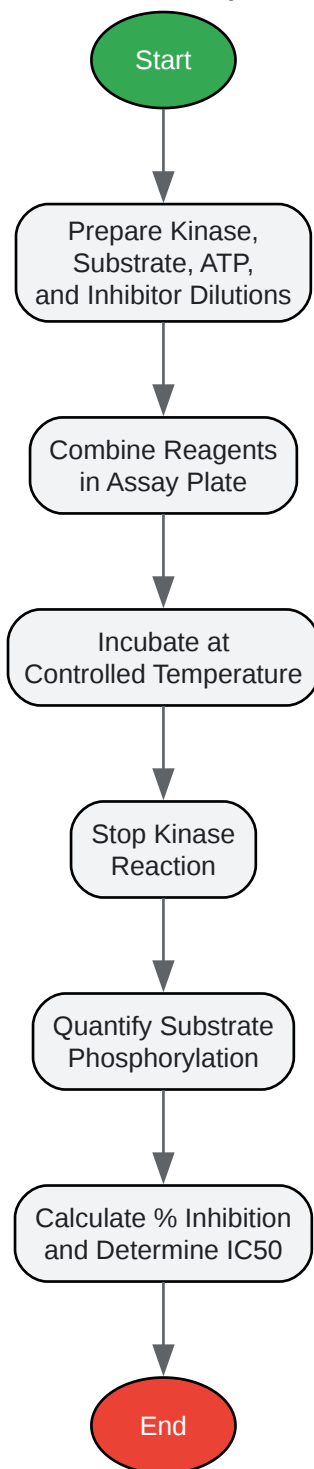 Start
Prepare Kinase,
Substrate, ATP,
and Inhibitor Dilutions
Combine Reagents
in Assay Plate
Incubate at
Controlled Temperature
Stop Kinase
Reaction
Quantify Substrate
Phosphorylation
Calculate % Inhibition
and Determine IC50
End